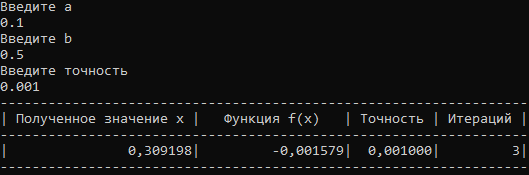 Введите a
0.1
Введите b
0.5
Введите точность
0.001
------------------------------------------------------------------
| Полученное значение x |   Функция f(x)   | Точность | Итераций |
------------------------------------------------------------------
|               0,309198|         -0,001579|  0,001000|         3|
------------------------------------------------------------------